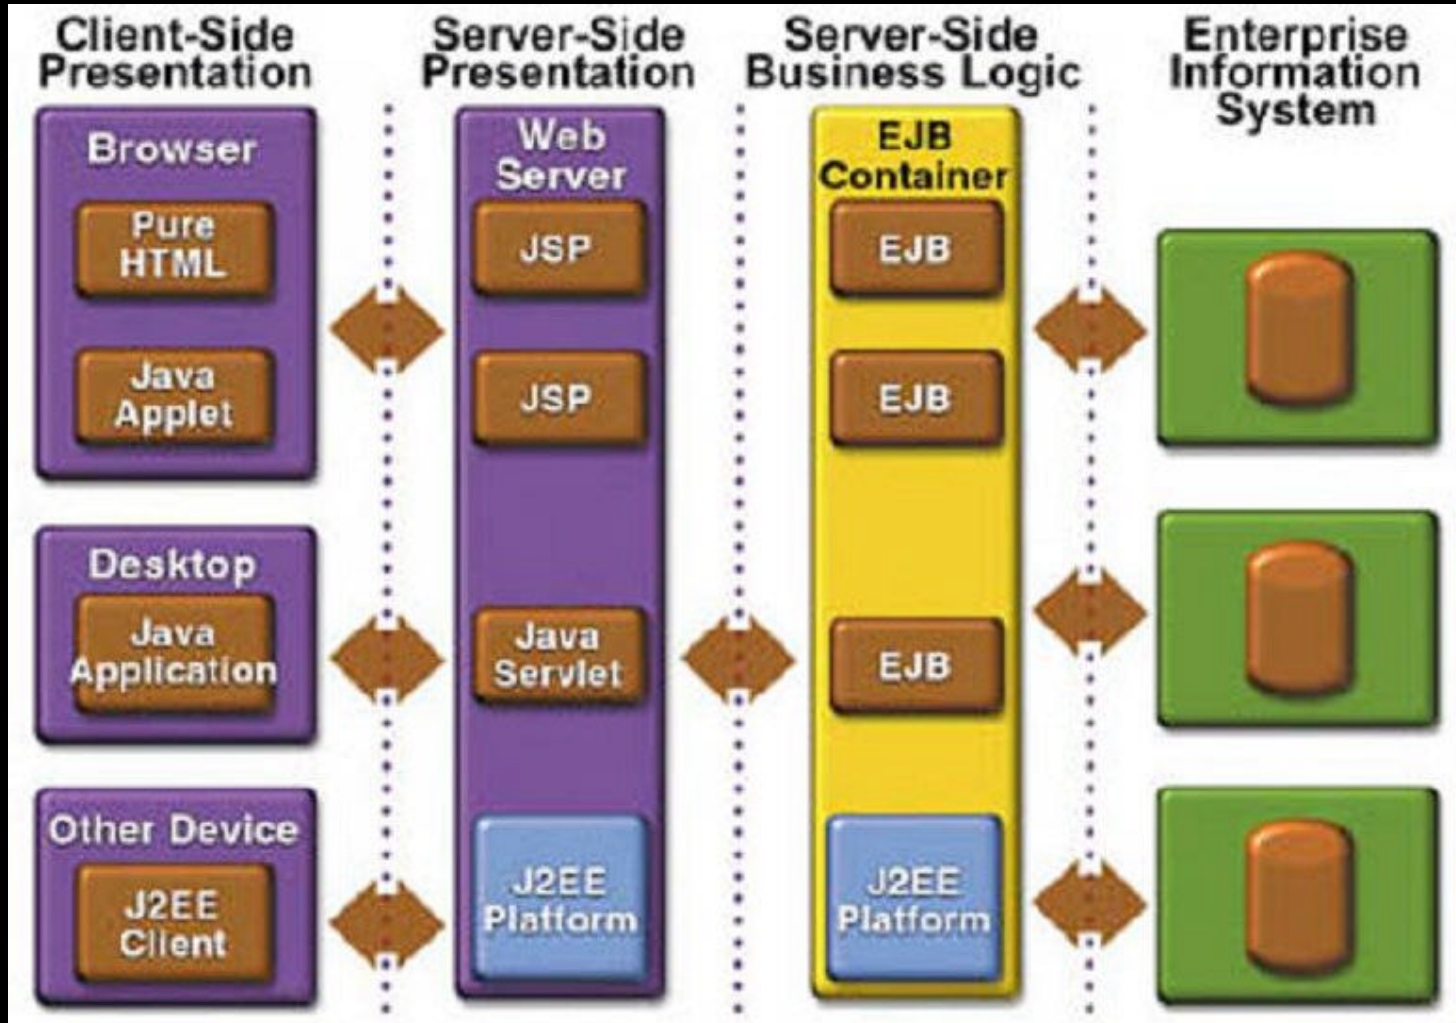 Client-Side
Presentation
Server-Side
Presentation
Server-Side
Business Logic
Enterprise
Information
System
Browser
Pure
HTML
Java
Applet
Desktop
Java
Application
Other Device
J2EE
Client
Web
Server
JSP
JSP
Java
Servlet
J2EE
Platform
EJB
Container
EJB
EJB
EJB
J2EE
Platform